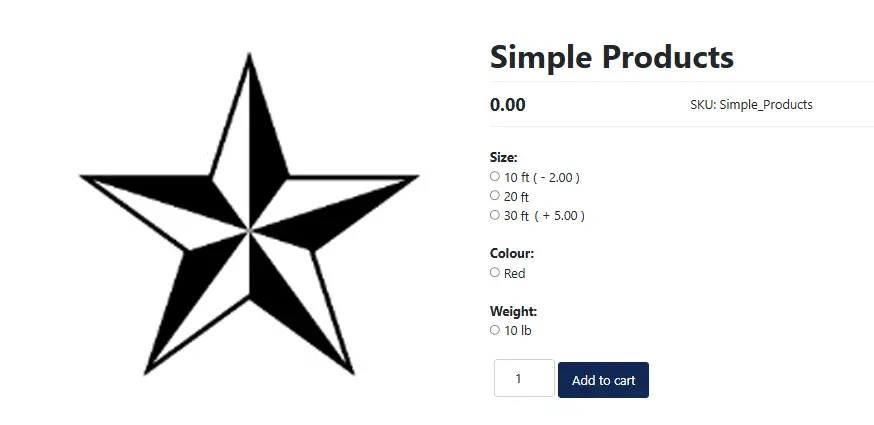 Simple Products
0.00 SKU: Simple_Products
Size:
10 ft ( - 2.00 )
20 ft
30 ft ( + 5.00 )
Colour:
Red
Weight:
10 lb
1 Add to cart